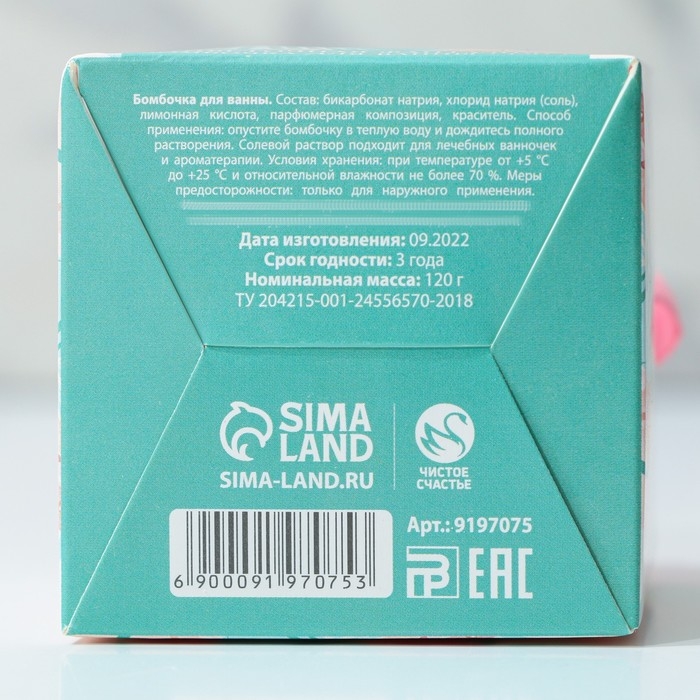 Бомбочка для ванны. Состав: бикарбонат натрия, хлорид натрия (соль),
лимонная кислота, парфюмерная композиция, краситель. Способ
применения: опустите бомбочку в теплую воду и дождитесь полного
растворения. Солевой раствор подходит для лечебных ванночек
и ароматерапии. Условия хранения: при температуре от +5 °С
до +25 °С и относительной влажности не более 70 %. Меры
предосторожности: только для наружного применения.
Дата изготовления: 09.2022
Срок годности: 3 года
Номинальная масса: 120 г
ТУ 204215-001-24556570-2018
SIMA
LAND
SIMA-LAND.RU
ЧИСТОЕ
СЧАСТЬЕ
Арт.: 9197075
6 900091 970753
EAC